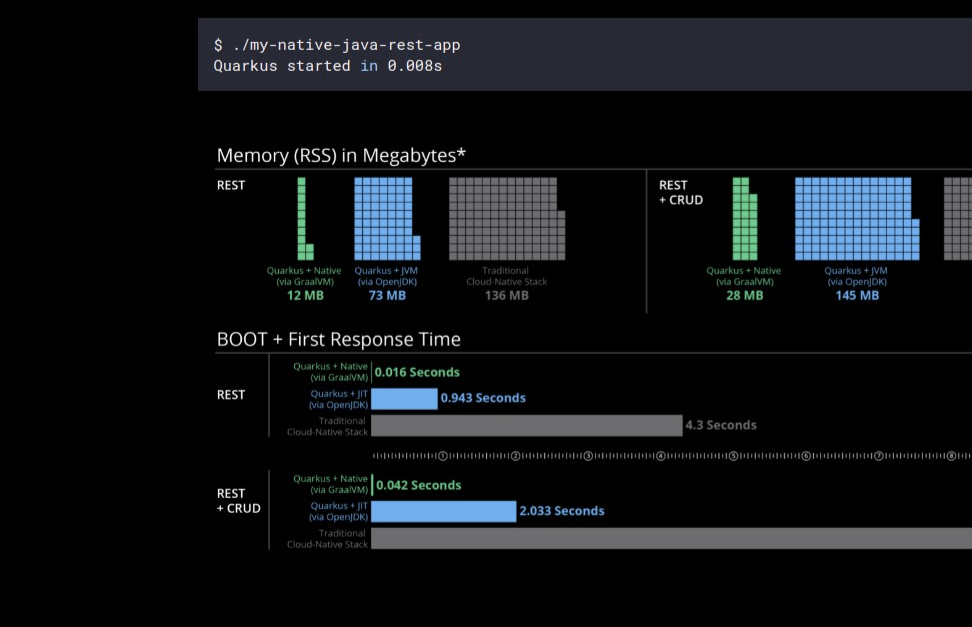 $ ./my-native-java-rest-app
Quarkus started in 0.008s
Memory (RSS) in Megabytes*
REST
Quarkus + Native
(via GraalVM)
12 MB
Quarkus + JVM
(via OpenJDK)
73 MB
Traditional
Cloud-Native Stack
136 MB
REST
+ CRUD
Quarkus + Native
(via GraalVM)
28 MB
Quarkus + JVM
(via OpenJDK)
145 MB
BOOT + First Response Time
REST
Quarkus + Native
(via GraalVM)
0.016 Seconds
Quarkus + JIT
(via OpenJDK)
0.943 Seconds
Traditional
Cloud-Native Stack
4.3 Seconds
1 2 3 4 5 6 7 8
REST
+ CRUD
Quarkus + Native
(via GraalVM)
0.042 Seconds
Quarkus + JIT
(via OpenJDK)
2.033 Seconds
Traditional
Cloud-Native Stack